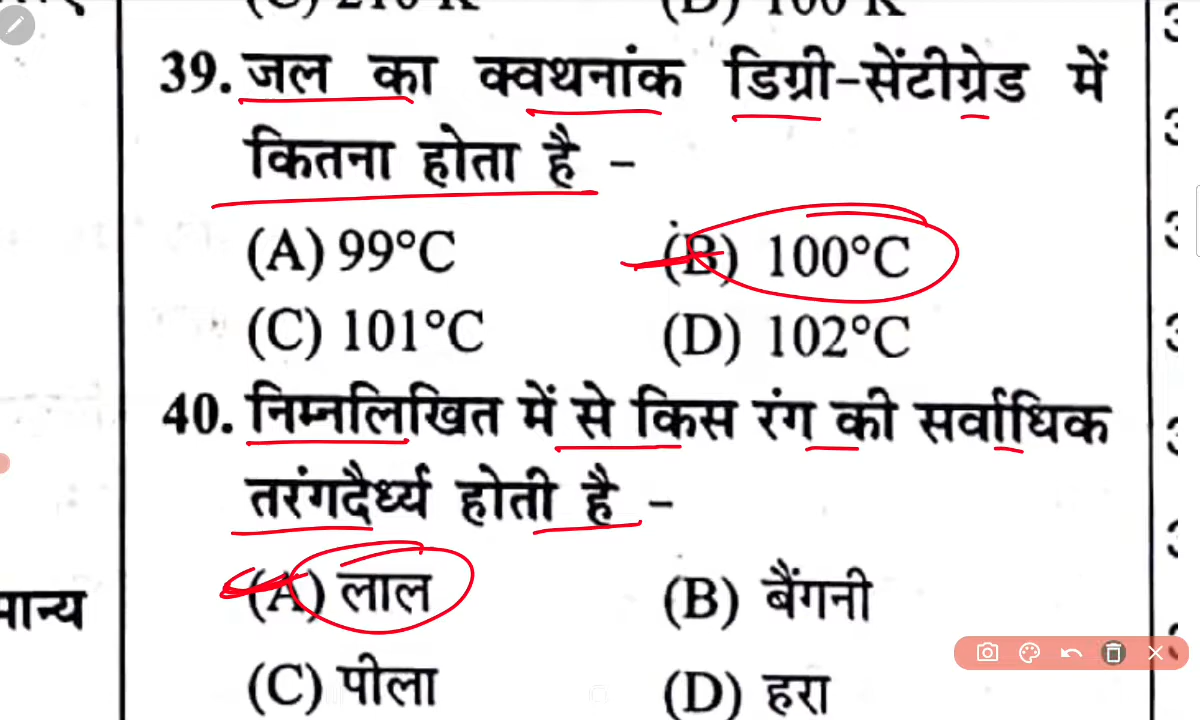 39. जल का क्वथनांक डिग्री-सेंटीग्रेड में
कितना होता है –
(A) 99°C (B) 100°C
(C) 101°C (D) 102°C
40. निम्नलिखित में से किस रंग की सर्वाधिक
तरंगदैर्ध्य होती है –
(A) लाल (B) बैंगनी
मान्य
(C) पीला (D) हरा